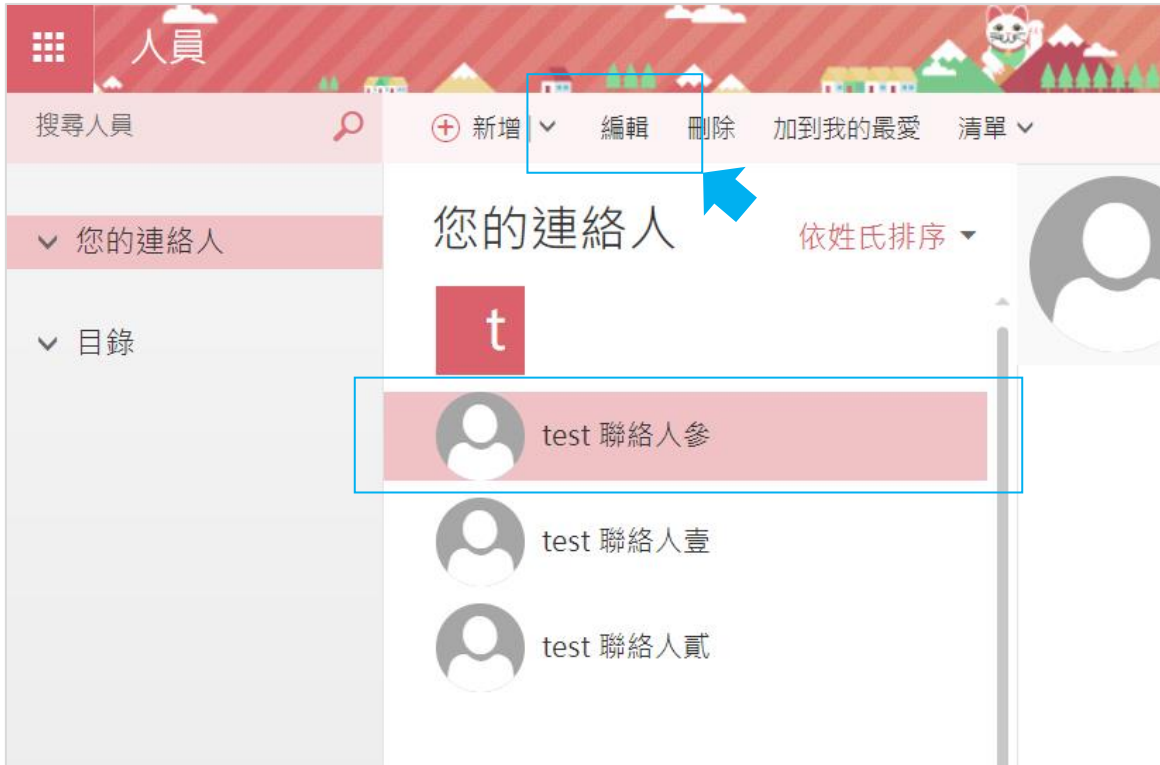 人員
搜尋人員
新增 編輯 刪除 加到我的最愛 清單
您的連絡人
目錄
您的連絡人 依姓氏排序
t
test 聯絡人參
test 聯絡人壹
test 聯絡人貳